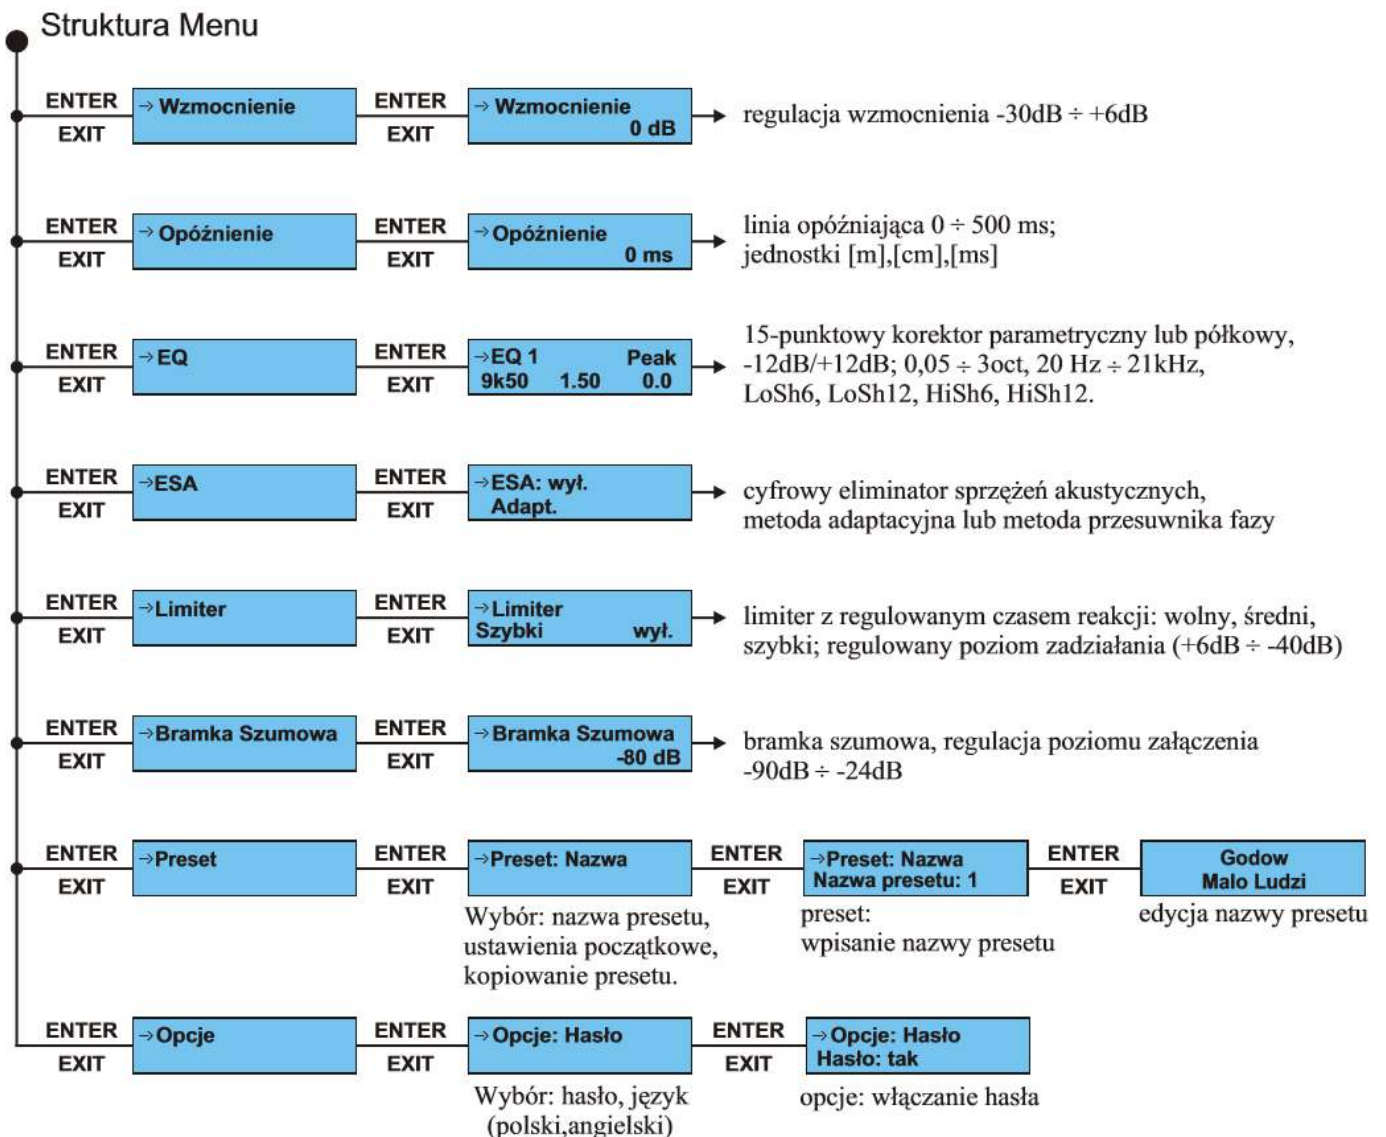 Struktura Menu
ENTER → Wzmocnienie ENTER → Wzmocnienie
EXIT EXIT 0 dB
regulacja wzmocnienia -30dB ÷ +6dB
ENTER → Opóźnienie ENTER → Opóźnienie
EXIT EXIT 0 ms
linia opóźniająca 0 ÷ 500 ms;
jednostki [m],[cm],[ms]
ENTER →EQ ENTER →EQ 1 Peak
EXIT EXIT 9k50 1.50 0.0
15-punktowy korektor parametryczny lub półkowy,
-12dB/+12dB; 0,05 ÷ 3oct, 20 Hz ÷ 21kHz,
LoSh6, LoSh12, HiSh6, HiSh12.
ENTER →ESA ENTER →ESA: wył.
EXIT EXIT Adapt.
cyfrowy eliminator sprzężeń akustycznych,
metoda adaptacyjna lub metoda przesuwnika fazy
ENTER →Limiter ENTER →Limiter
EXIT EXIT Szybki wył.
limiter z regulowanym czasem reakcji: wolny, średni,
szybki; regulowany poziom zadziałania (+6dB ÷ -40dB)
ENTER →Bramka Szumowa ENTER →Bramka Szumowa
EXIT EXIT -80 dB
bramka szumowa, regulacja poziomu załączenia
-90dB ÷ -24dB
ENTER →Preset ENTER →Preset: Nazwa ENTER →Preset: Nazwa ENTER Godow
EXIT EXIT EXIT Nazwa presetu: 1 EXIT Malo Ludzi
Wybór: nazwa presetu,
ustawienia początkowe,
kopiowanie presetu.
preset:
wpisanie nazwy presetu
edycja nazwy presetu
ENTER →Opcje ENTER →Opcje: Hasło ENTER →Opcje: Hasło
EXIT EXIT EXIT Hasło: tak
Wybór: hasło, język
(polski,angielski)
opcje: włączanie hasła